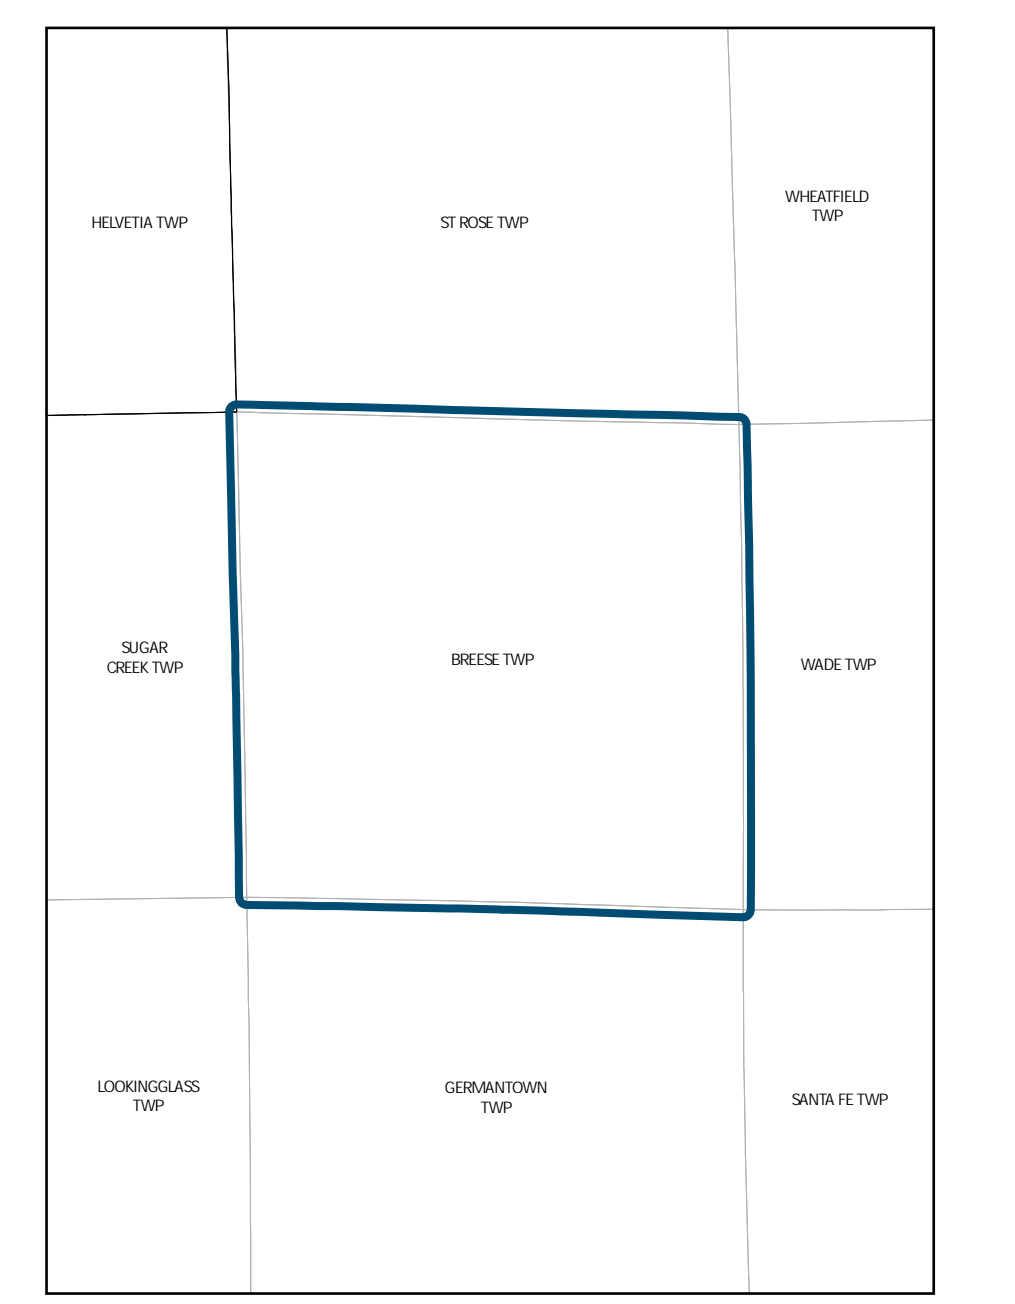 HELVETIA TWP
ST ROSE TWP
WHEATFIELD
TWP
SUGAR
CREEK TWP
BREESE TWP
WADE TWP
LOOKINGGLASS
TWP
GERMANTOWN
TWP
SANTA FE TWP